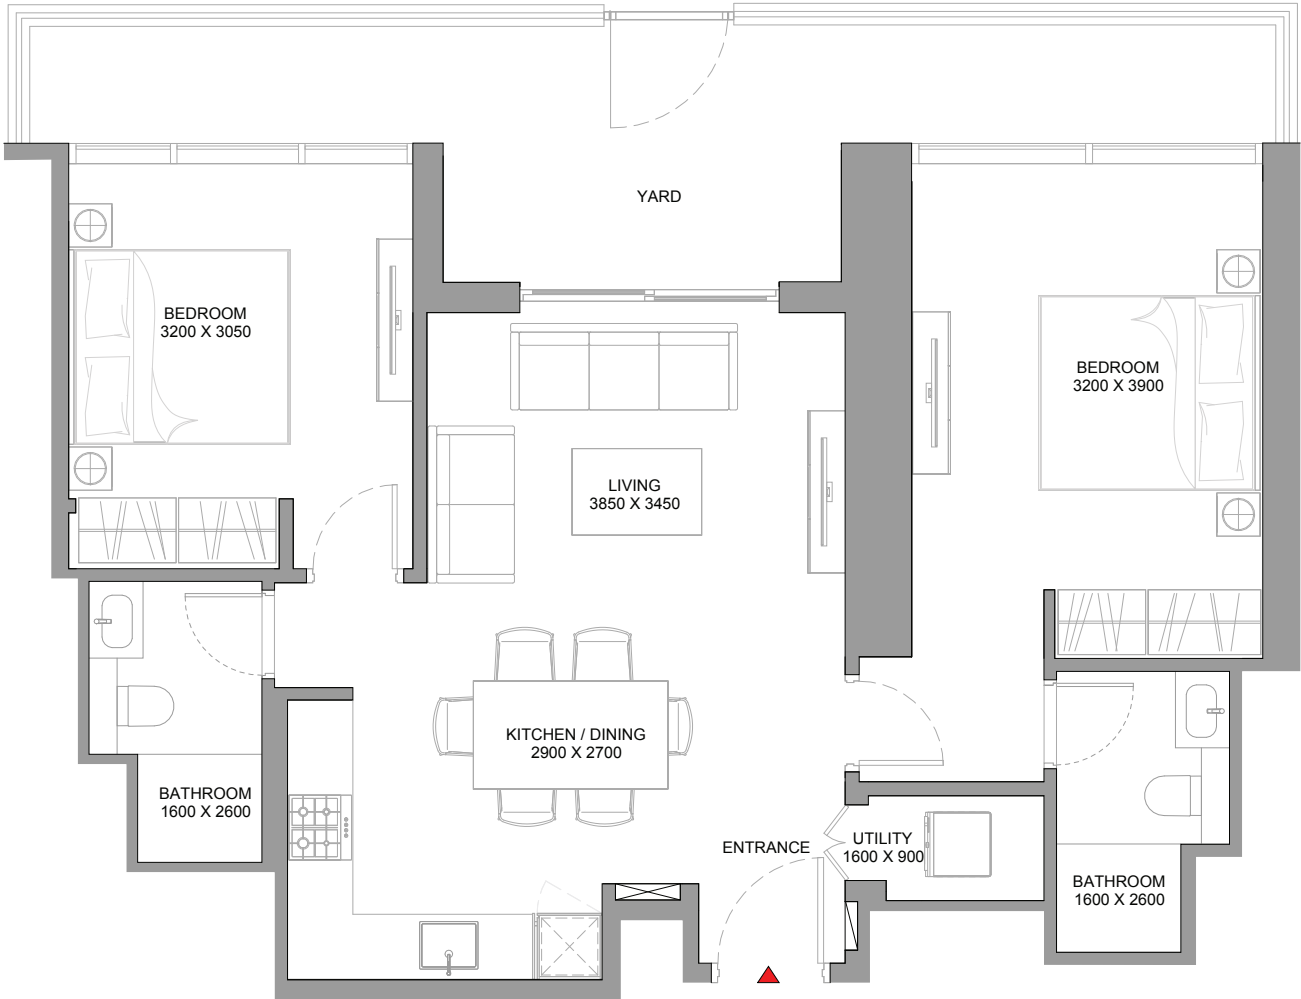 YARD
BEDROOM
3200 X 3050
BEDROOM
3200 X 3900
LIVING
3850 X 3450
KITCHEN / DINING
2900 X 2700
BATHROOM
1600 X 2600
ENTRANCE
UTILITY
1600 X 900
BATHROOM
1600 X 2600